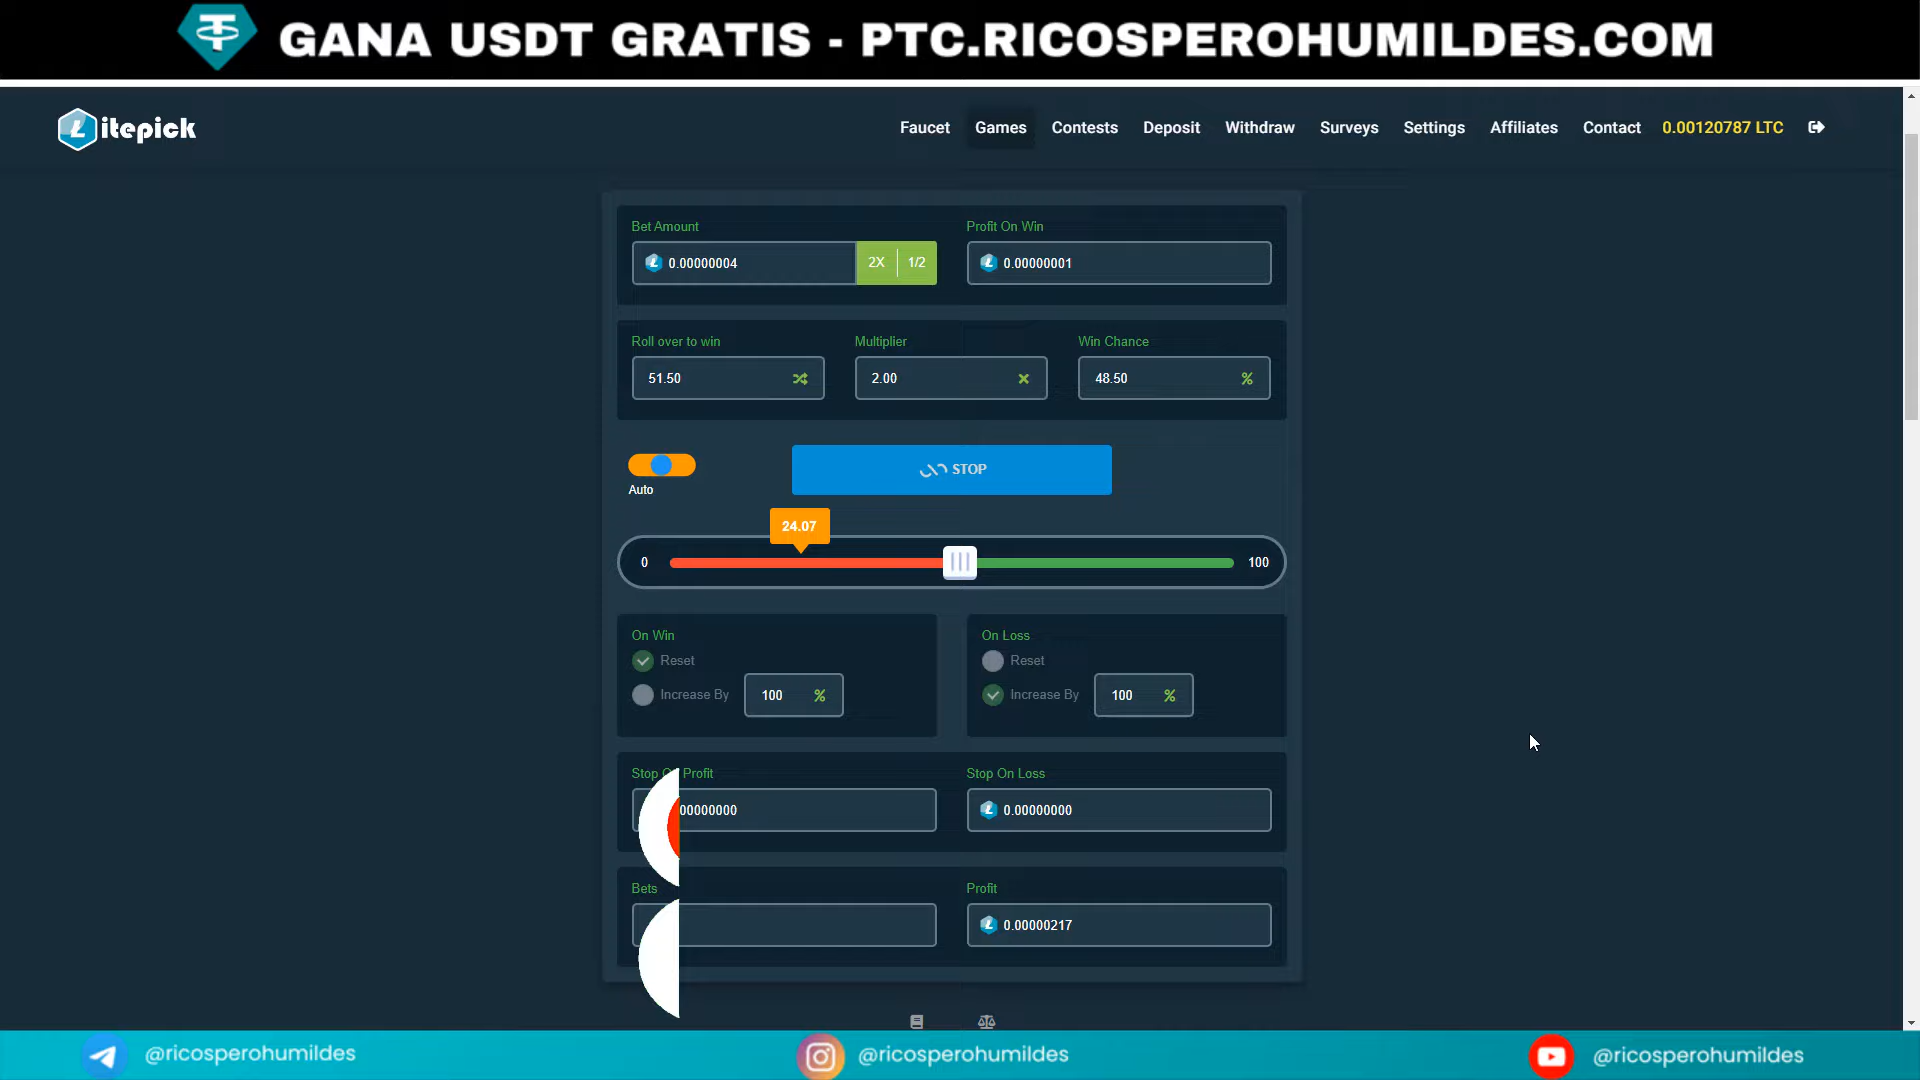 GANA USDT GRATIS - PTC.RICOSPEROHUMILDES.COM
itepick
Faucet Games Contests Deposit Withdraw Surveys Settings Affiliates Contact 0.00120787 LTC
Bet Amount Profit On Win
0.00000004 2X 1/2 0.00000001
Roll over to win Multiplier Win Chance
51.50 2.00 48.50 %
Auto
STOP
24.07
0 100
On Win On Loss
Reset Reset
Increase By 100 % Increase By 100 %
Stop Profit Stop On Loss
00000000 0.00000000
Bets Profit
0.00000217
@ricosperohumildes @ricosperohumildes @ricosperohumildes